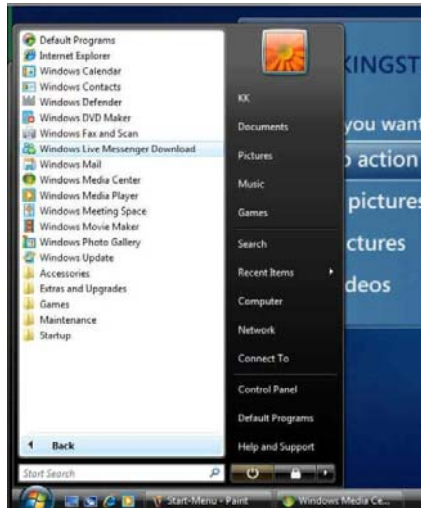 Default Programs
Internet Explorer
Windows Calendar
Windows Contacts
Windows Defender
Windows DVD Maker
Windows Fax and Scan
Windows Live Messenger Download
Windows Mail
Windows Media Center
Windows Media Player
Windows Meeting Space
Windows Movie Maker
Windows Photo Gallery
Windows Update
Accessories
Extras and Upgrades
Games
Maintenance
Startup
Back
Start Search
KK
Documents
Pictures
Music
Games
Search
Recent Items
Computer
Network
Connect To
Control Panel
Default Programs
Help and Support
KINGST
you want
action
pictures
ctures
deos
Start-Menu - Paint
Windows Media Ce...